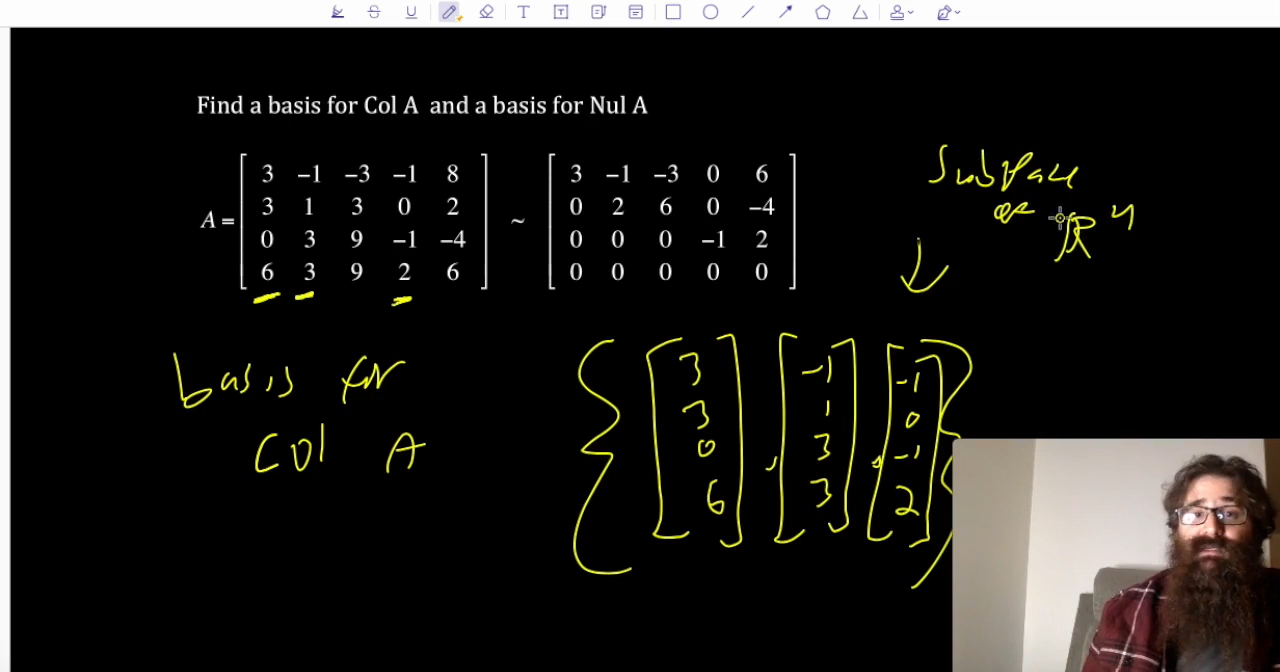 Find a basis for Col A and a basis for Nul A
A = [ 3 −1 −3 −1 8 ] ~ [ 3 −1 −3 0 6 ]
3 1 3 0 2 0 2 6 0 −4
0 3 9 −1 −4 0 0 0 −1 2
6 3 9 2 6 0 0 0 0 0
Subspace
of ℝ⁴
basis for
Col A
{ [ 3 , [ −1 , [ −1 ] }
3 1 0
0 3 −1
6 3 2